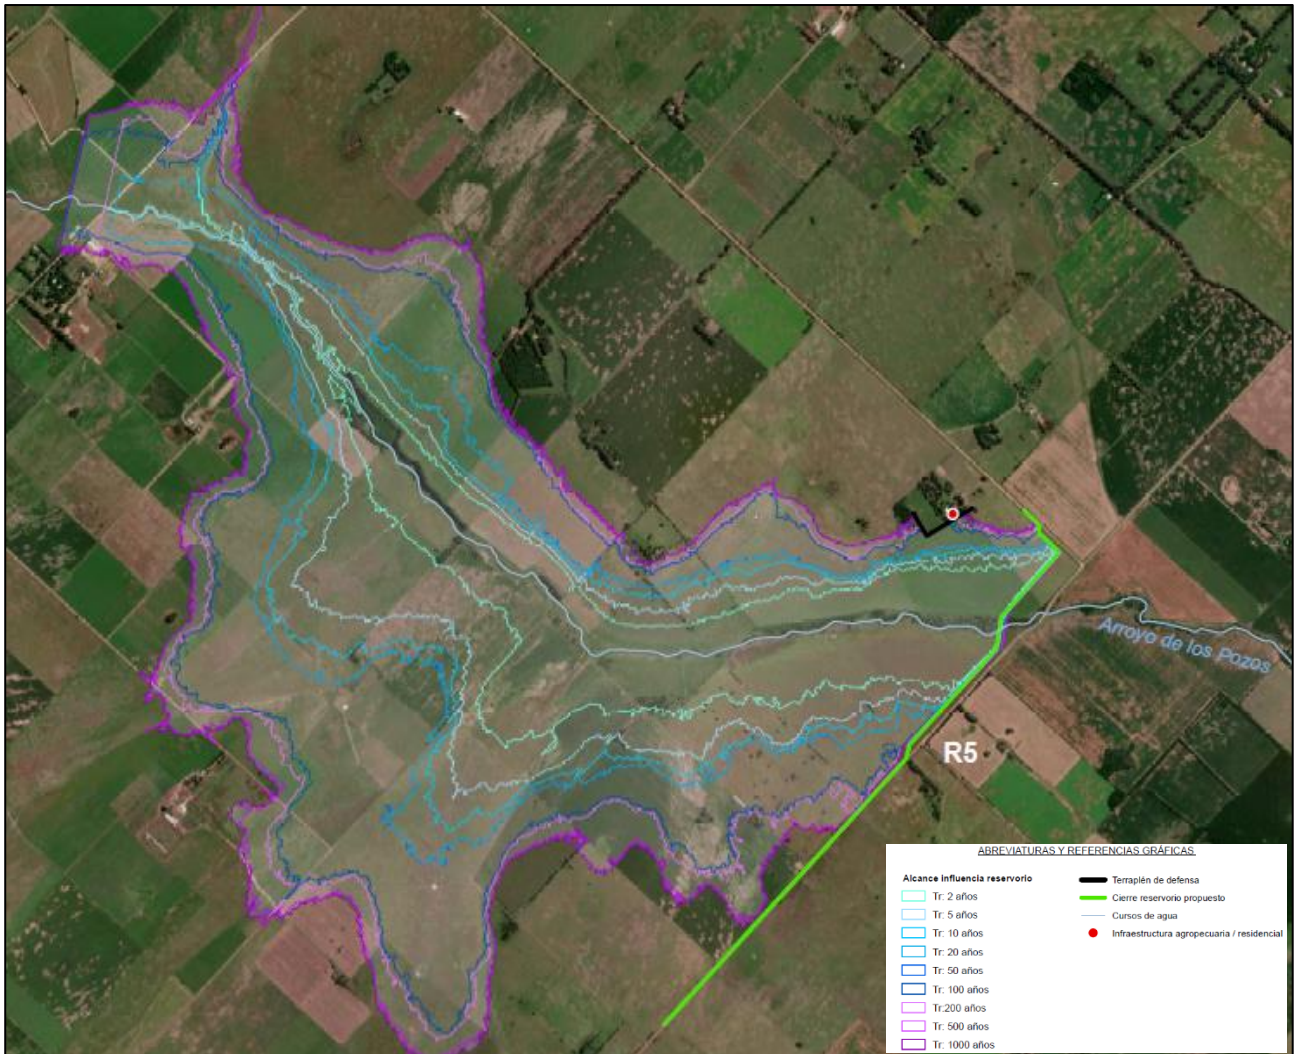 Arroyo de los Pozos
R5
ABREVIATURAS Y REFERENCIAS GRÁFICAS
Alcance influencia reservorio
Tr: 2 años
Tr: 5 años
Tr: 10 años
Tr: 20 años
Tr: 50 años
Tr: 100 años
Tr:200 años
Tr: 500 años
Tr: 1000 años
Terraplén de defensa
Cierre reservorio propuesto
Cursos de agua
Infraestructura agropecuaria / residencial